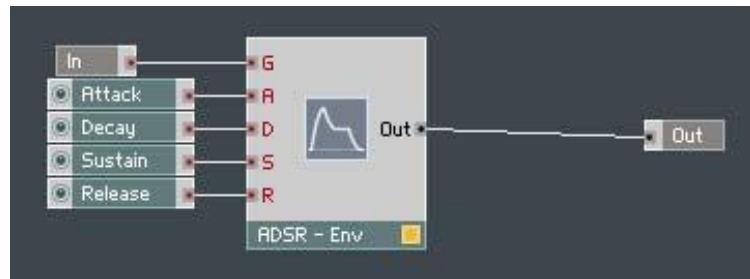 In
Attack
Decay
Sustain
Release
G
A
D
S
R
Out
ADSR - Env
Out